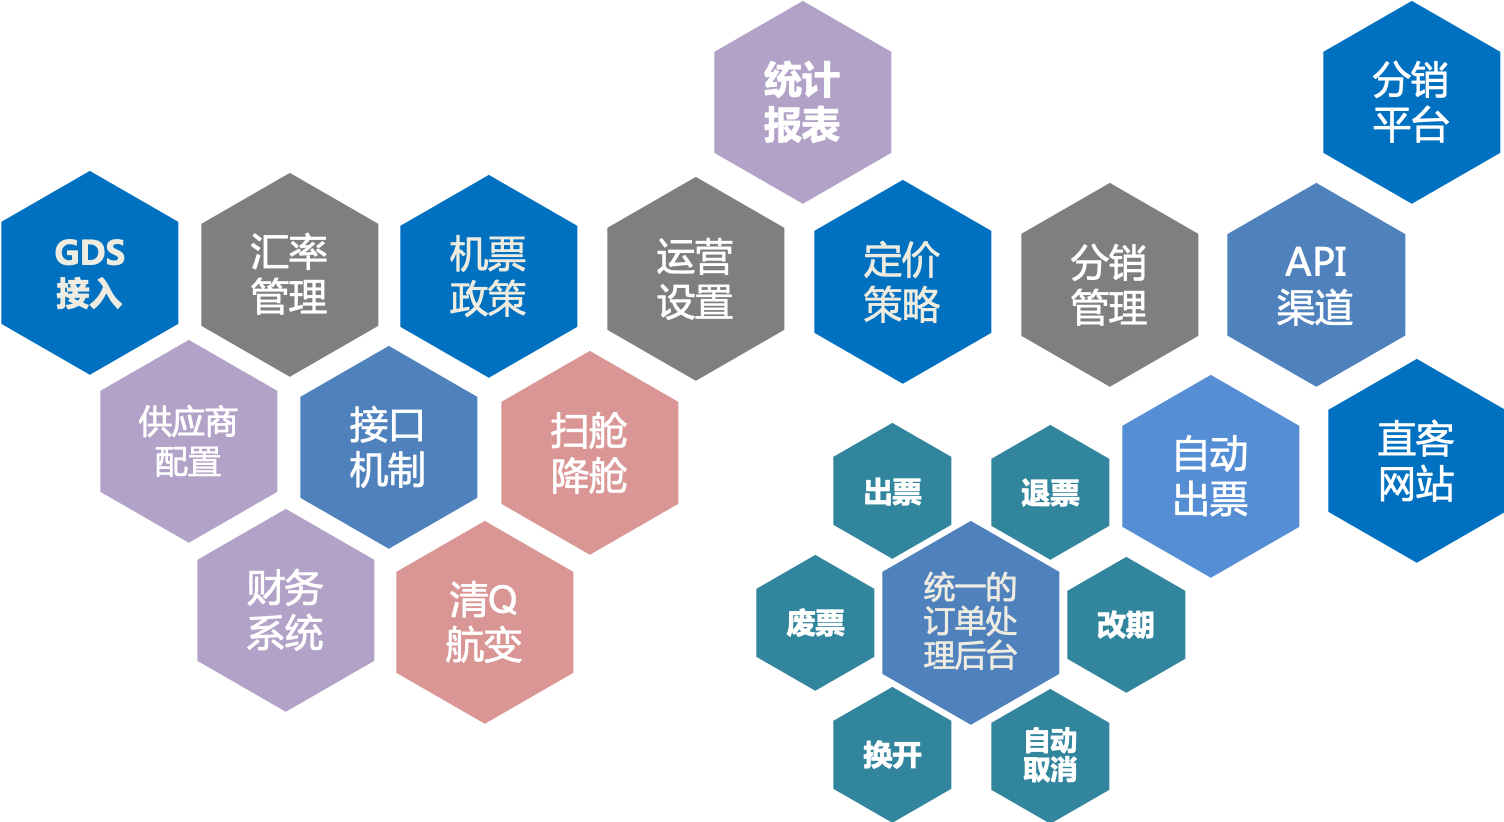 统计
报表
分销
平台
GDS
接入
汇率
管理
机票
政策
运营
设置
定价
策略
分销
管理
API
渠道
供应商
配置
接口
机制
扫舱
降舱
自动
出票
直客
网站
出票
退票
财务
系统
清Q
航变
废票
统一的
订单处
理后台
改期
换开
自动
取消